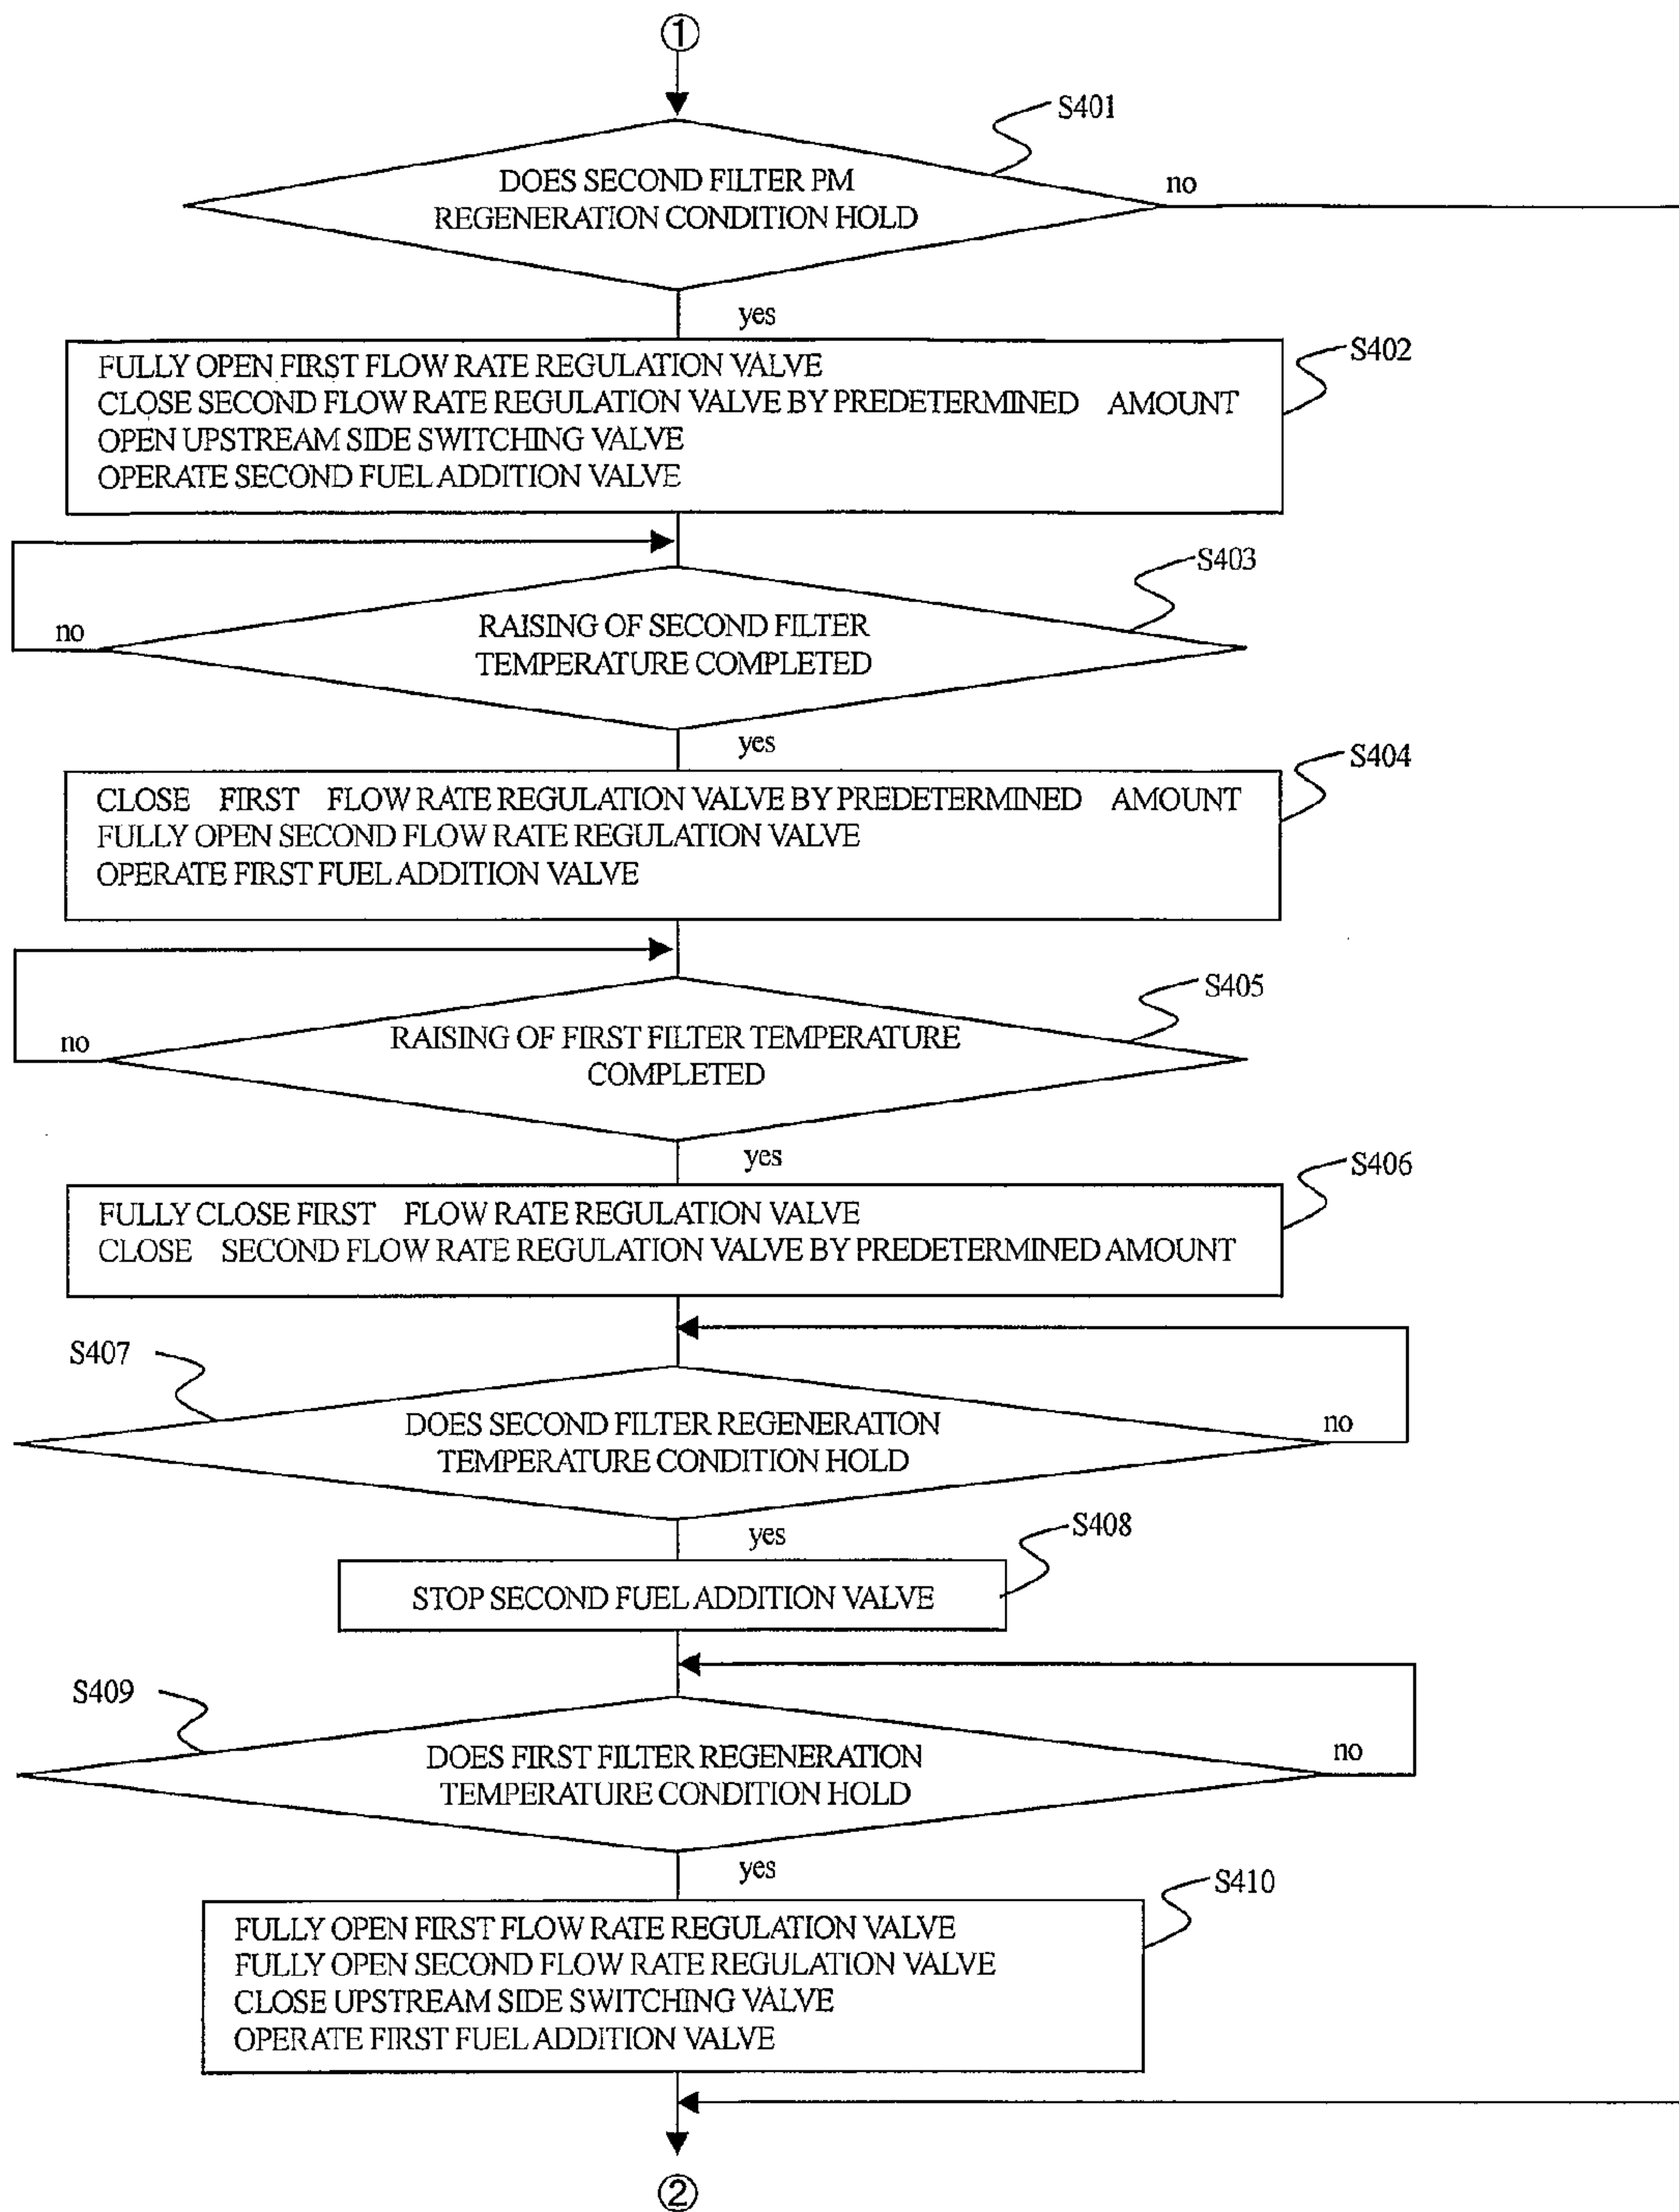 ①
S401
DOES SECOND FILTER PM
REGENERATION CONDITION HOLD
no
yes
S402
FULLY OPEN FIRST FLOW RATE REGULATION VALVE
CLOSE SECOND FLOW RATE REGULATION VALVE BY PREDETERMINED AMOUNT
OPEN UPSTREAM SIDE SWITCHING VALVE
OPERATE SECOND FUEL ADDITION VALVE
S403
RAISING OF SECOND FILTER
TEMPERATURE COMPLETED
no
yes
S404
CLOSE FIRST FLOW RATE REGULATION VALVE BY PREDETERMINED AMOUNT
FULLY OPEN SECOND FLOW RATE REGULATION VALVE
OPERATE FIRST FUEL ADDITION VALVE
S405
RAISING OF FIRST FILTER TEMPERATURE
COMPLETED
no
yes
S406
FULLY CLOSE FIRST FLOW RATE REGULATION VALVE
CLOSE SECOND FLOW RATE REGULATION VALVE BY PREDETERMINED AMOUNT
S407
DOES SECOND FILTER REGENERATION
TEMPERATURE CONDITION HOLD
no
yes
S408
STOP SECOND FUEL ADDITION VALVE
S409
DOES FIRST FILTER REGENERATION
TEMPERATURE CONDITION HOLD
no
yes
S410
FULLY OPEN FIRST FLOW RATE REGULATION VALVE
FULLY OPEN SECOND FLOW RATE REGULATION VALVE
CLOSE UPSTREAM SIDE SWITCHING VALVE
OPERATE FIRST FUEL ADDITION VALVE
②